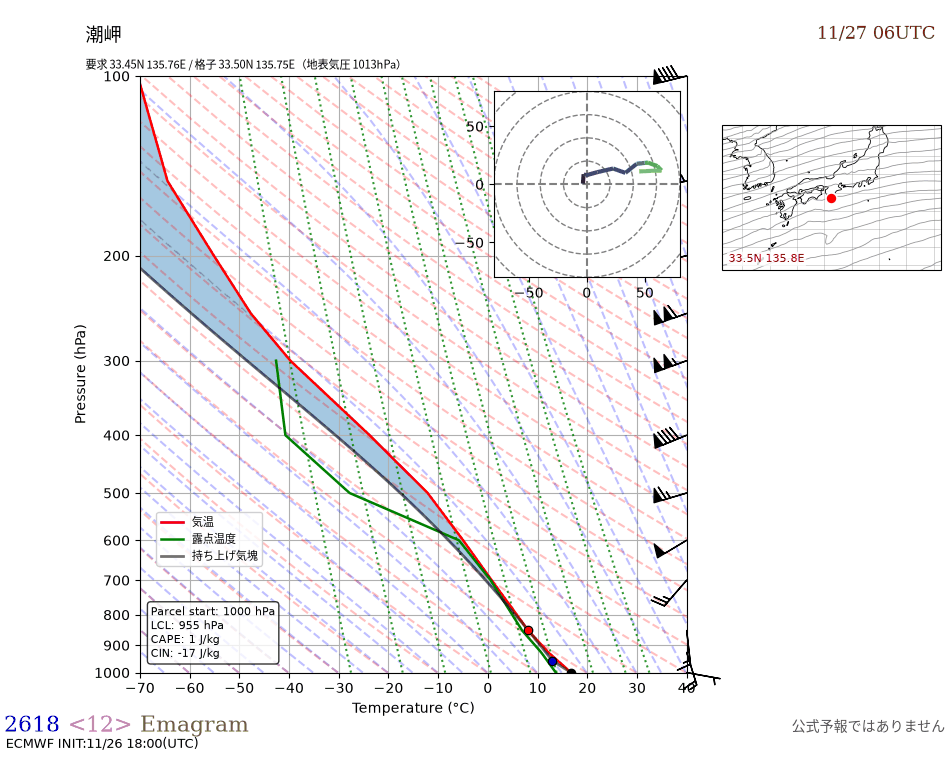 潮岬
11/27 06UTC
要求 33.45N 135.76E / 格子 33.50N 135.75E（地表気圧 1013hPa）
100
200
300
400
500
600
700
800
900
1000
Pressure (hPa)
50
0
−50
−50 0 50
33.5N 135.8E
気温
露点温度
持ち上げ気塊
Parcel start: 1000 hPa
LCL: 955 hPa
CAPE: 1 J/kg
CIN: -17 J/kg
−70 −60 −50 −40 −30 −20 −10 0 10 20 30 40
Temperature (°C)
2618 <12> Emagram
公式予報ではありません
ECMWF INIT:11/26 18:00(UTC)